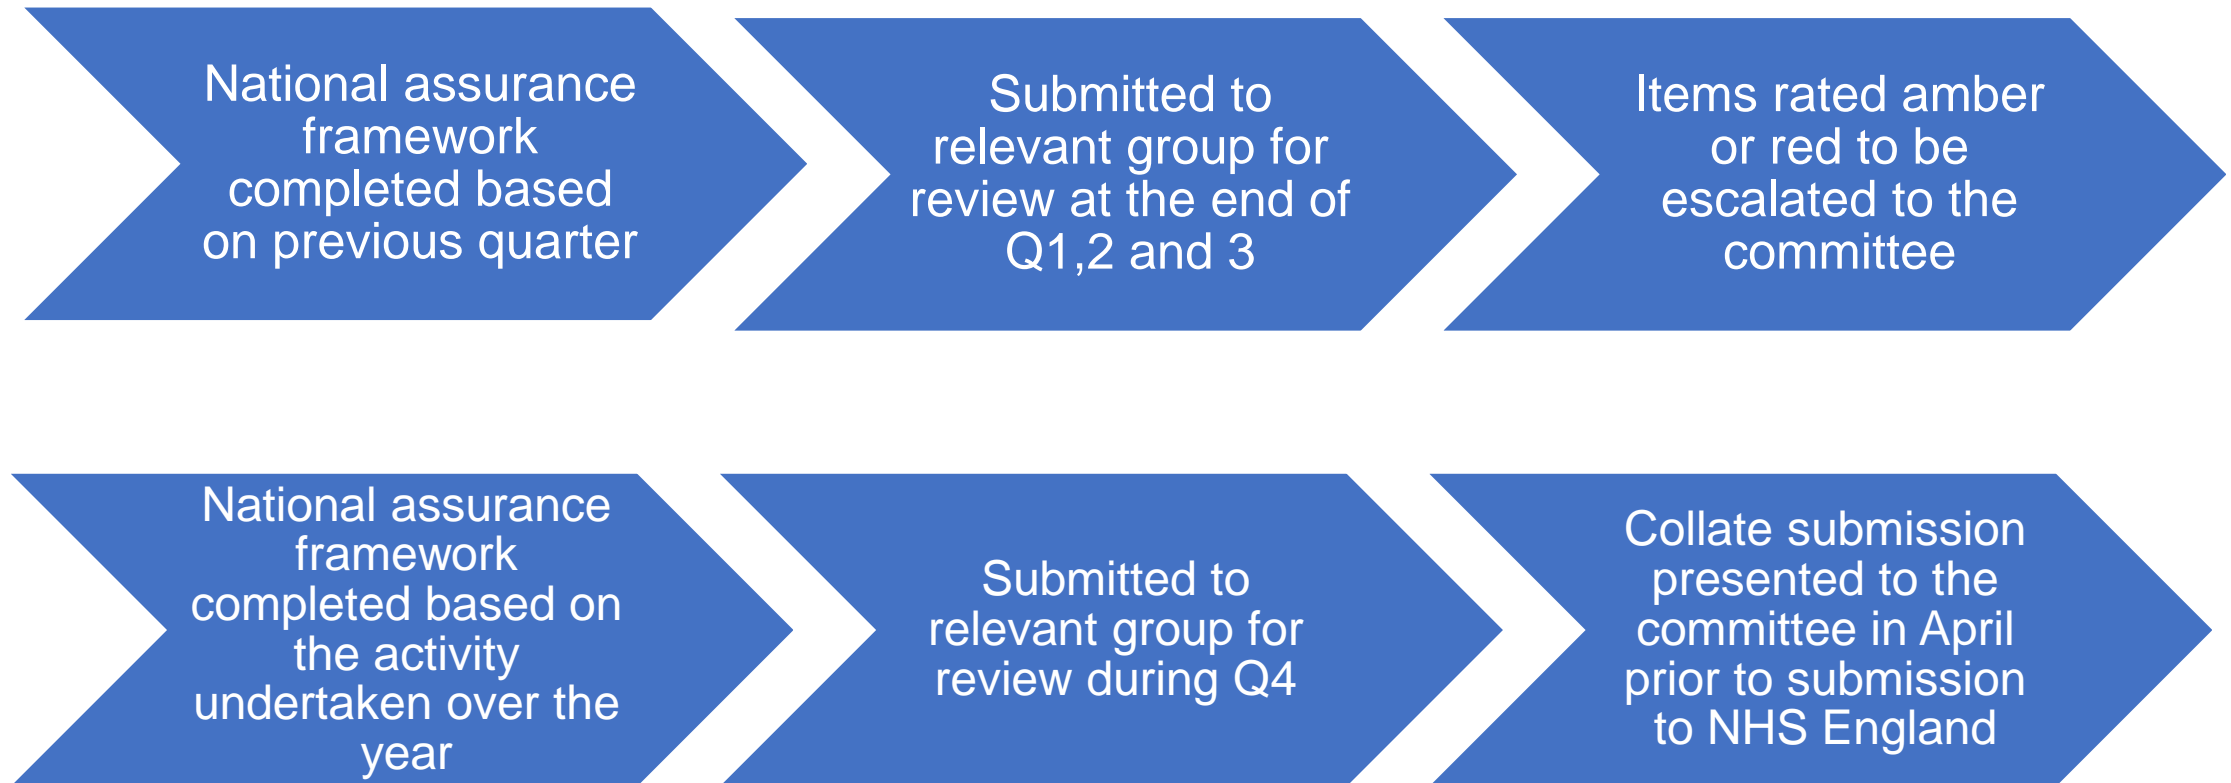 National assurance
framework
completed based
on previous quarter
Submitted to
relevant group for
review at the end of
Q1,2 and 3
Items rated amber
or red to be
escalated to the
committee
National assurance
framework
completed based on
the activity
undertaken over the
year
Submitted to
relevant group for
review during Q4
Collate submission
presented to the
committee in April
prior to submission
to NHS England